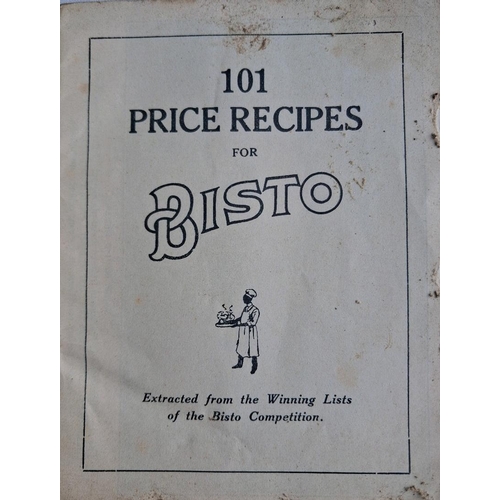 101
PRICE RECIPES
FOR
BISTO
Extracted from the Winning Lists
of the Bisto Competition.